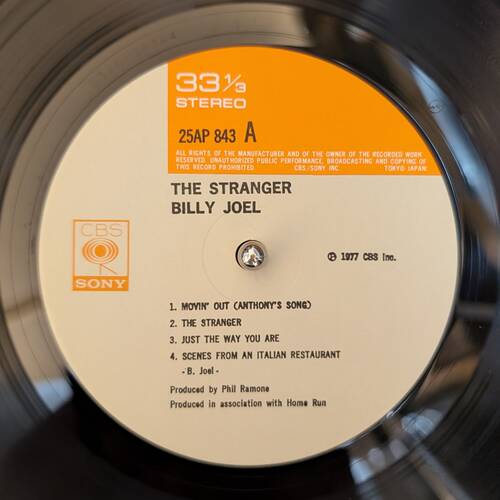 33 1/3
STEREO
25AP 843 A
ALL RIGHTS OF THE MANUFACTURER AND OF THE OWNER OF THE RECORDED WORK
RESERVED. UNAUTHORIZED PUBLIC PERFORMANCE, BROADCASTING AND COPYING OF
THIS RECORD PROHIBITED. CBS/SONY INC. TOKYO JAPAN
THE STRANGER
BILLY JOEL
CBS
SONY
Ⓟ 1977 CBS Inc.
1. MOVIN' OUT (ANTHONY'S SONG)
2. THE STRANGER
3. JUST THE WAY YOU ARE
4. SCENES FROM AN ITALIAN RESTAURANT
- B. Joel -
Produced by Phil Ramone
Produced in association with Home Run